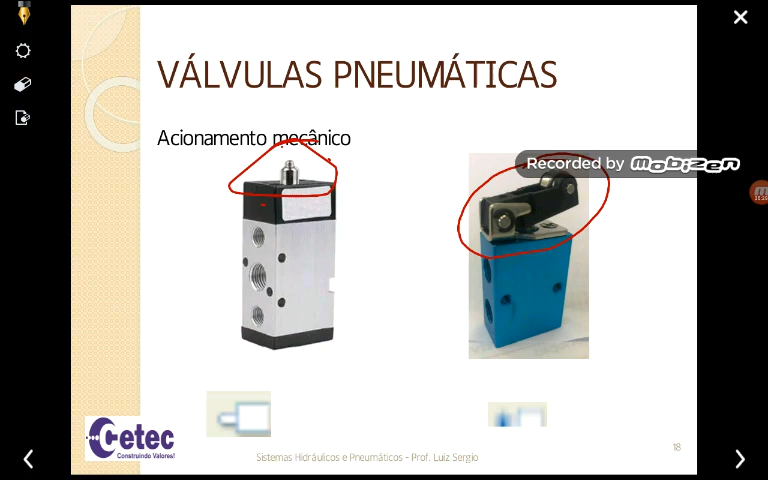 VÁLVULAS PNEUMÁTICAS
Acionamento mecânico
Recorded by mobizen
Cetec
Construindo Valores!
Sistemas Hidráulicos e Pneumáticos - Prof. Luiz Sergio
18